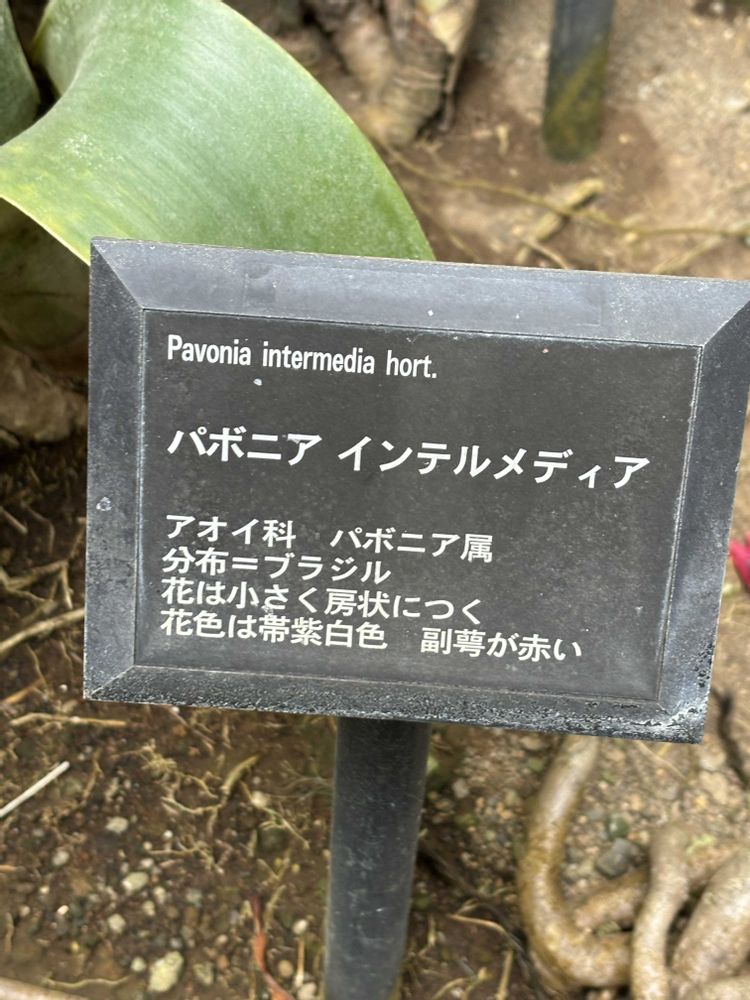 Pavonia intermedia hort.
パボニア インテルメディア
アオイ科　パボニア属
分布＝ブラジル
花は小さく房状につく
花色は帯紫白色　副萼が赤い